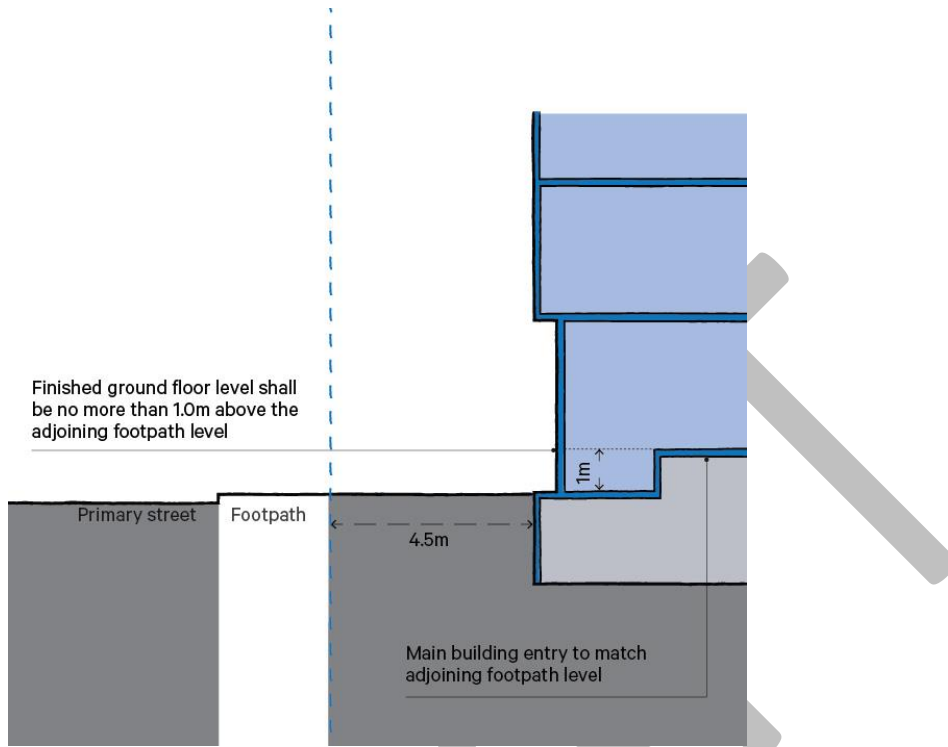 Finished ground floor level shall
be no more than 1.0m above the
adjoining footpath level
1m
Primary street
Footpath
4.5m
Main building entry to match
adjoining footpath level